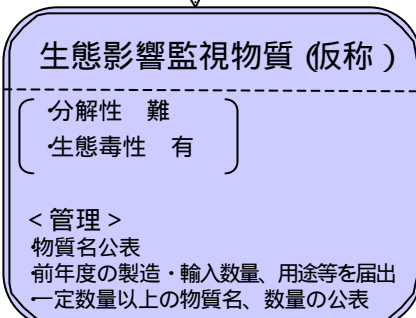 生態影響監視物質(仮称)
・分解性　難
・生態毒性　有
<管理>
・物質名公表
・前年度の製造・輸入数量、用途等を届出
・一定数量以上の物質名、数量の公表